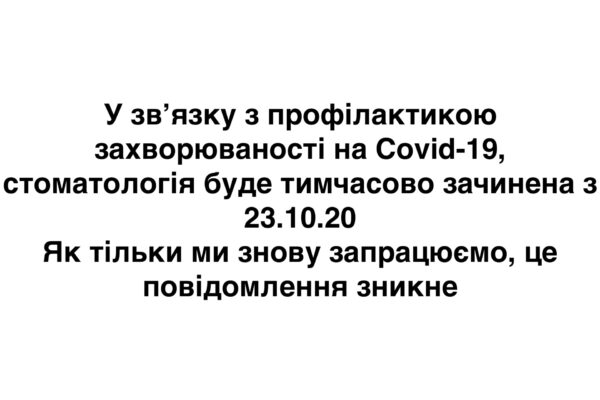 У зв’язку з профілактикою
захворюваності на Covid-19,
стоматологія буде тимчасово зачинена з
23.10.20
Як тільки ми знову запрацюємо, це
повідомлення зникне